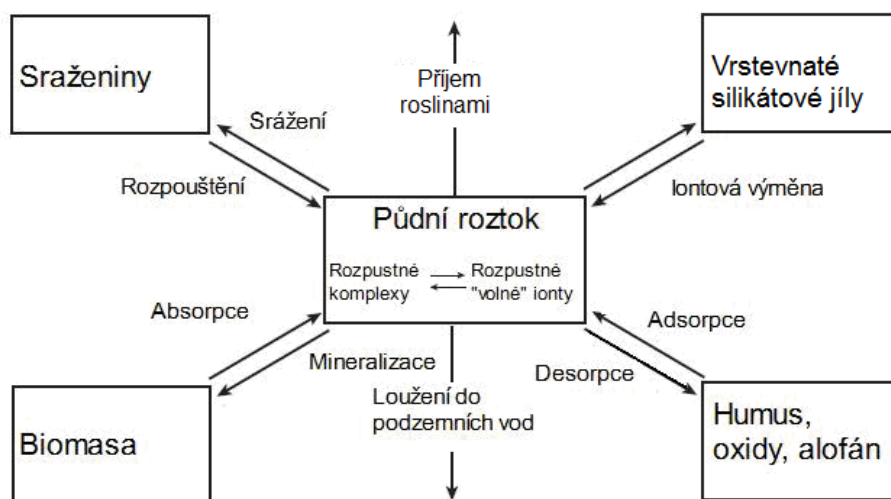 Sraženiny
Příjem
roslinami
Vrstevnaté
silikátové jíly
Srážení
Rozpouštění
Iontová výměna
Půdní roztok
Rozpustné
komplexy
Rozpustné
"volné" ionty
Absorpce
Mineralizace
Adsorpce
Desorpce
Loužení do
podzemních vod
Biomasa
Humus,
oxidy, alofán